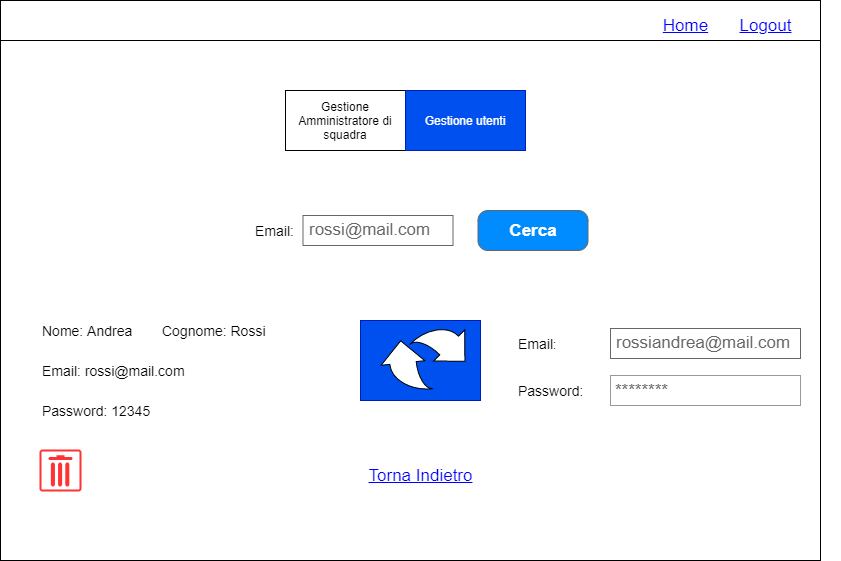 Home Logout
Gestione
Amministratore di
squadra
Gestione utenti
Email: rossi@mail.com Cerca
Nome: Andrea Cognome: Rossi
Email: rossi@mail.com
Password: 12345
Email: rossiandrea@mail.com
Password: ********
Torna Indietro